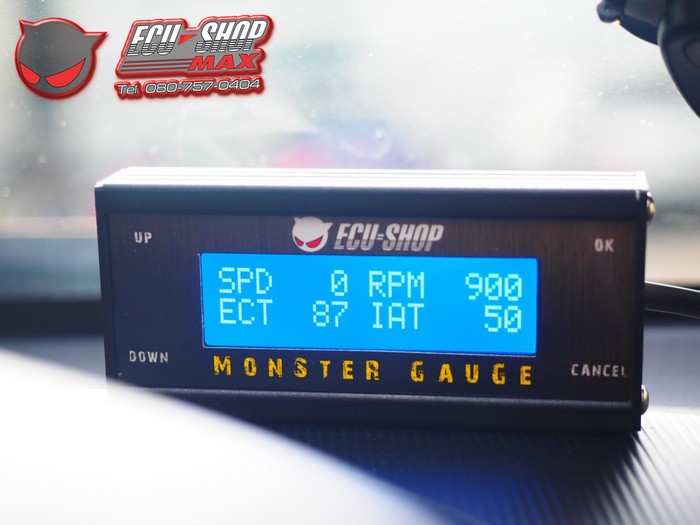 ECU-SHOP
MAX
Tel. 080-757-0404
ECU-SHOP
UP
OK
SPD 0 RPM 900
ECT 87 IAT 50
DOWN
CANCEL
MONSTER GAUGE